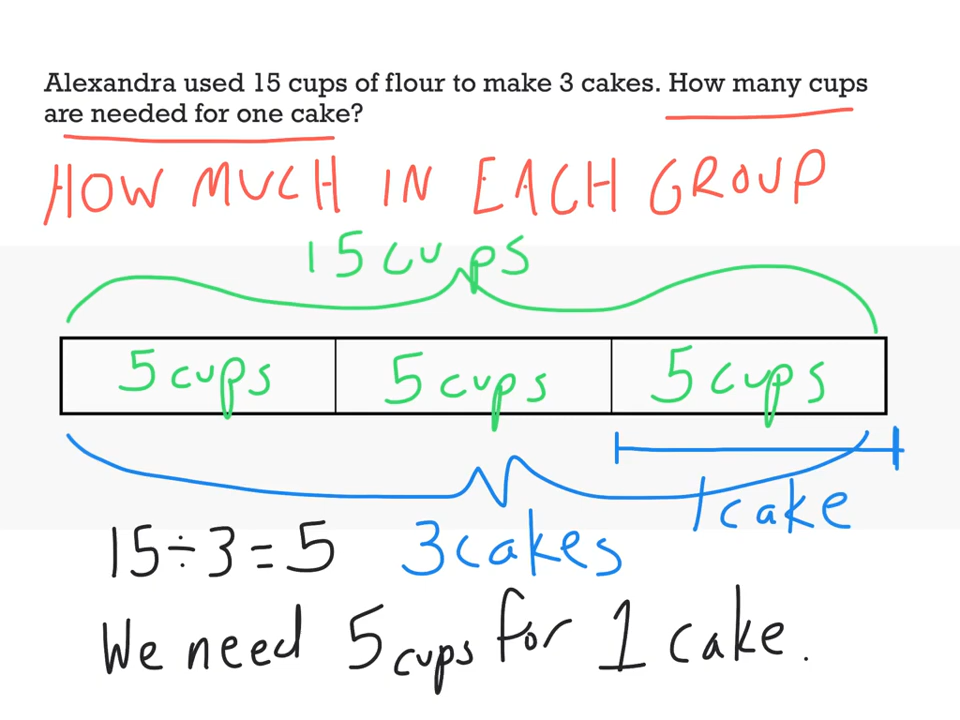 Alexandra used 15 cups of flour to make 3 cakes. How many cups
are needed for one cake?
HOW MUCH IN EACH GROUP
15 cups
5 cups 5 cups 5 cups
1 cake
15÷3=5 3 cakes
We need 5 cups for 1 cake.